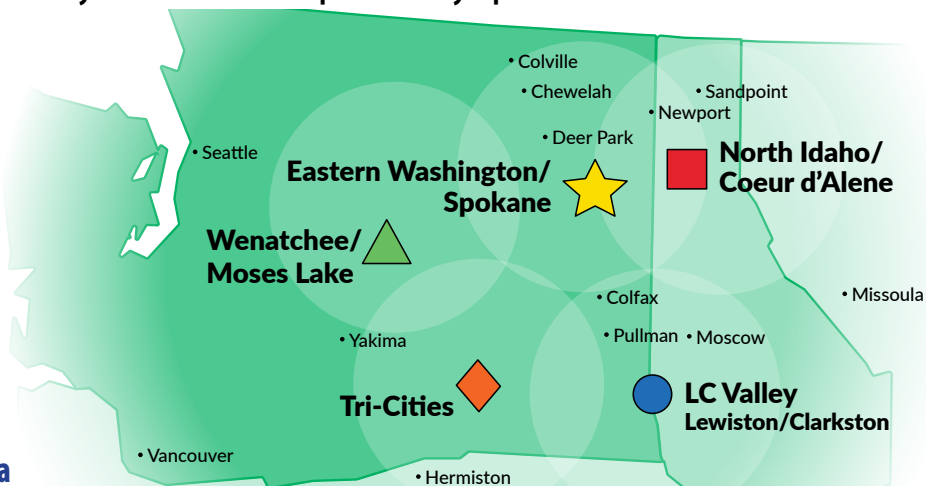 Colville
Chewelah
Sandpoint
Newport
Deer Park
Seattle
North Idaho/
Coeur d'Alene
Eastern Washington/
Spokane
Wenatchee/
Moses Lake
Colfax
Missoula
Yakima
Pullman
Moscow
Tri-Cities
LC Valley
Lewiston/Clarkston
Vancouver
Hermiston
a